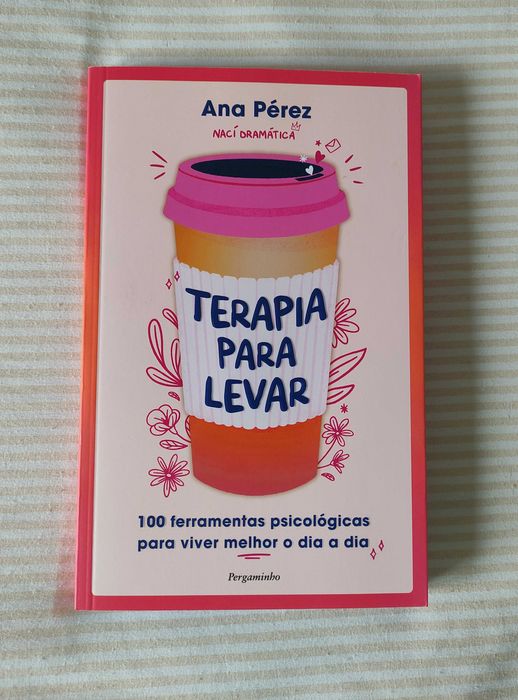 Ana Pérez
NACÍ DRAMÁTICA
TERAPIA
PARA
LEVAR
100 ferramentas psicológicas
para viver melhor o dia a dia
Pergaminho